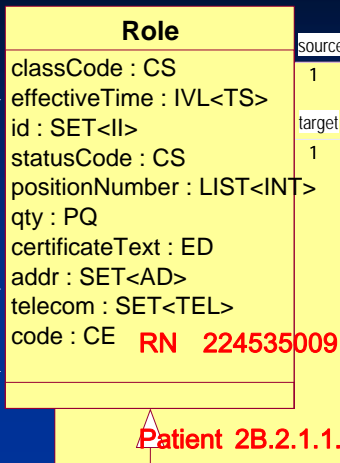 Role
source
classCode : CS
1
effectiveTime : IVL<TS>
id : SET<II>
target
statusCode : CS
1
positionNumber : LIST<INT>
qty : PQ
certificateText : ED
addr : SET<AD>
telecom : SET<TEL>
code : CE RN 224535009
Patient 2B.2.1.1.